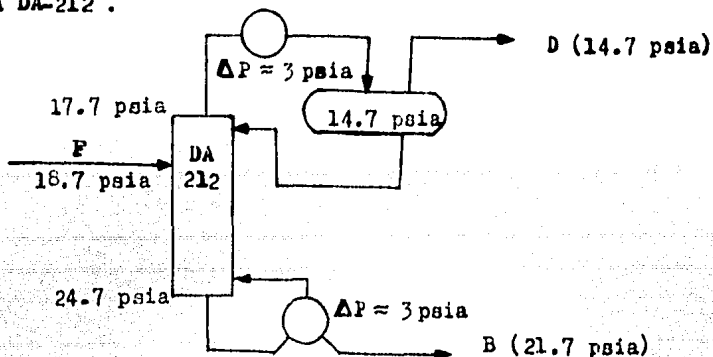 DA-212 .
D (14.7 psia)
ΔP ≈ 3 psia
17.7 psia
14.7 psia
F
18.7 psia
DA
212
24.7 psia
ΔP ≈ 3 psia
B (21.7 psia)